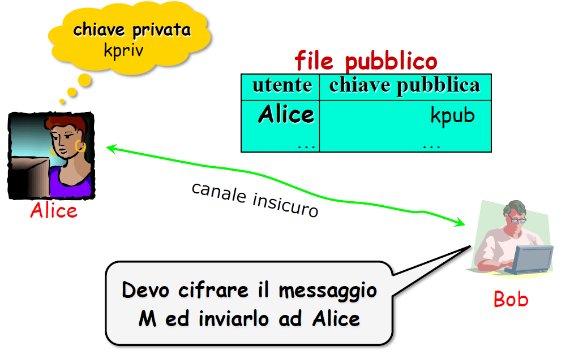 chiave privata
kpriv
file pubblico
utente chiave pubblica
Alice kpub
... ...
Alice
canale insicuro
Devo cifrare il messaggio
M ed inviarlo ad Alice
Bob